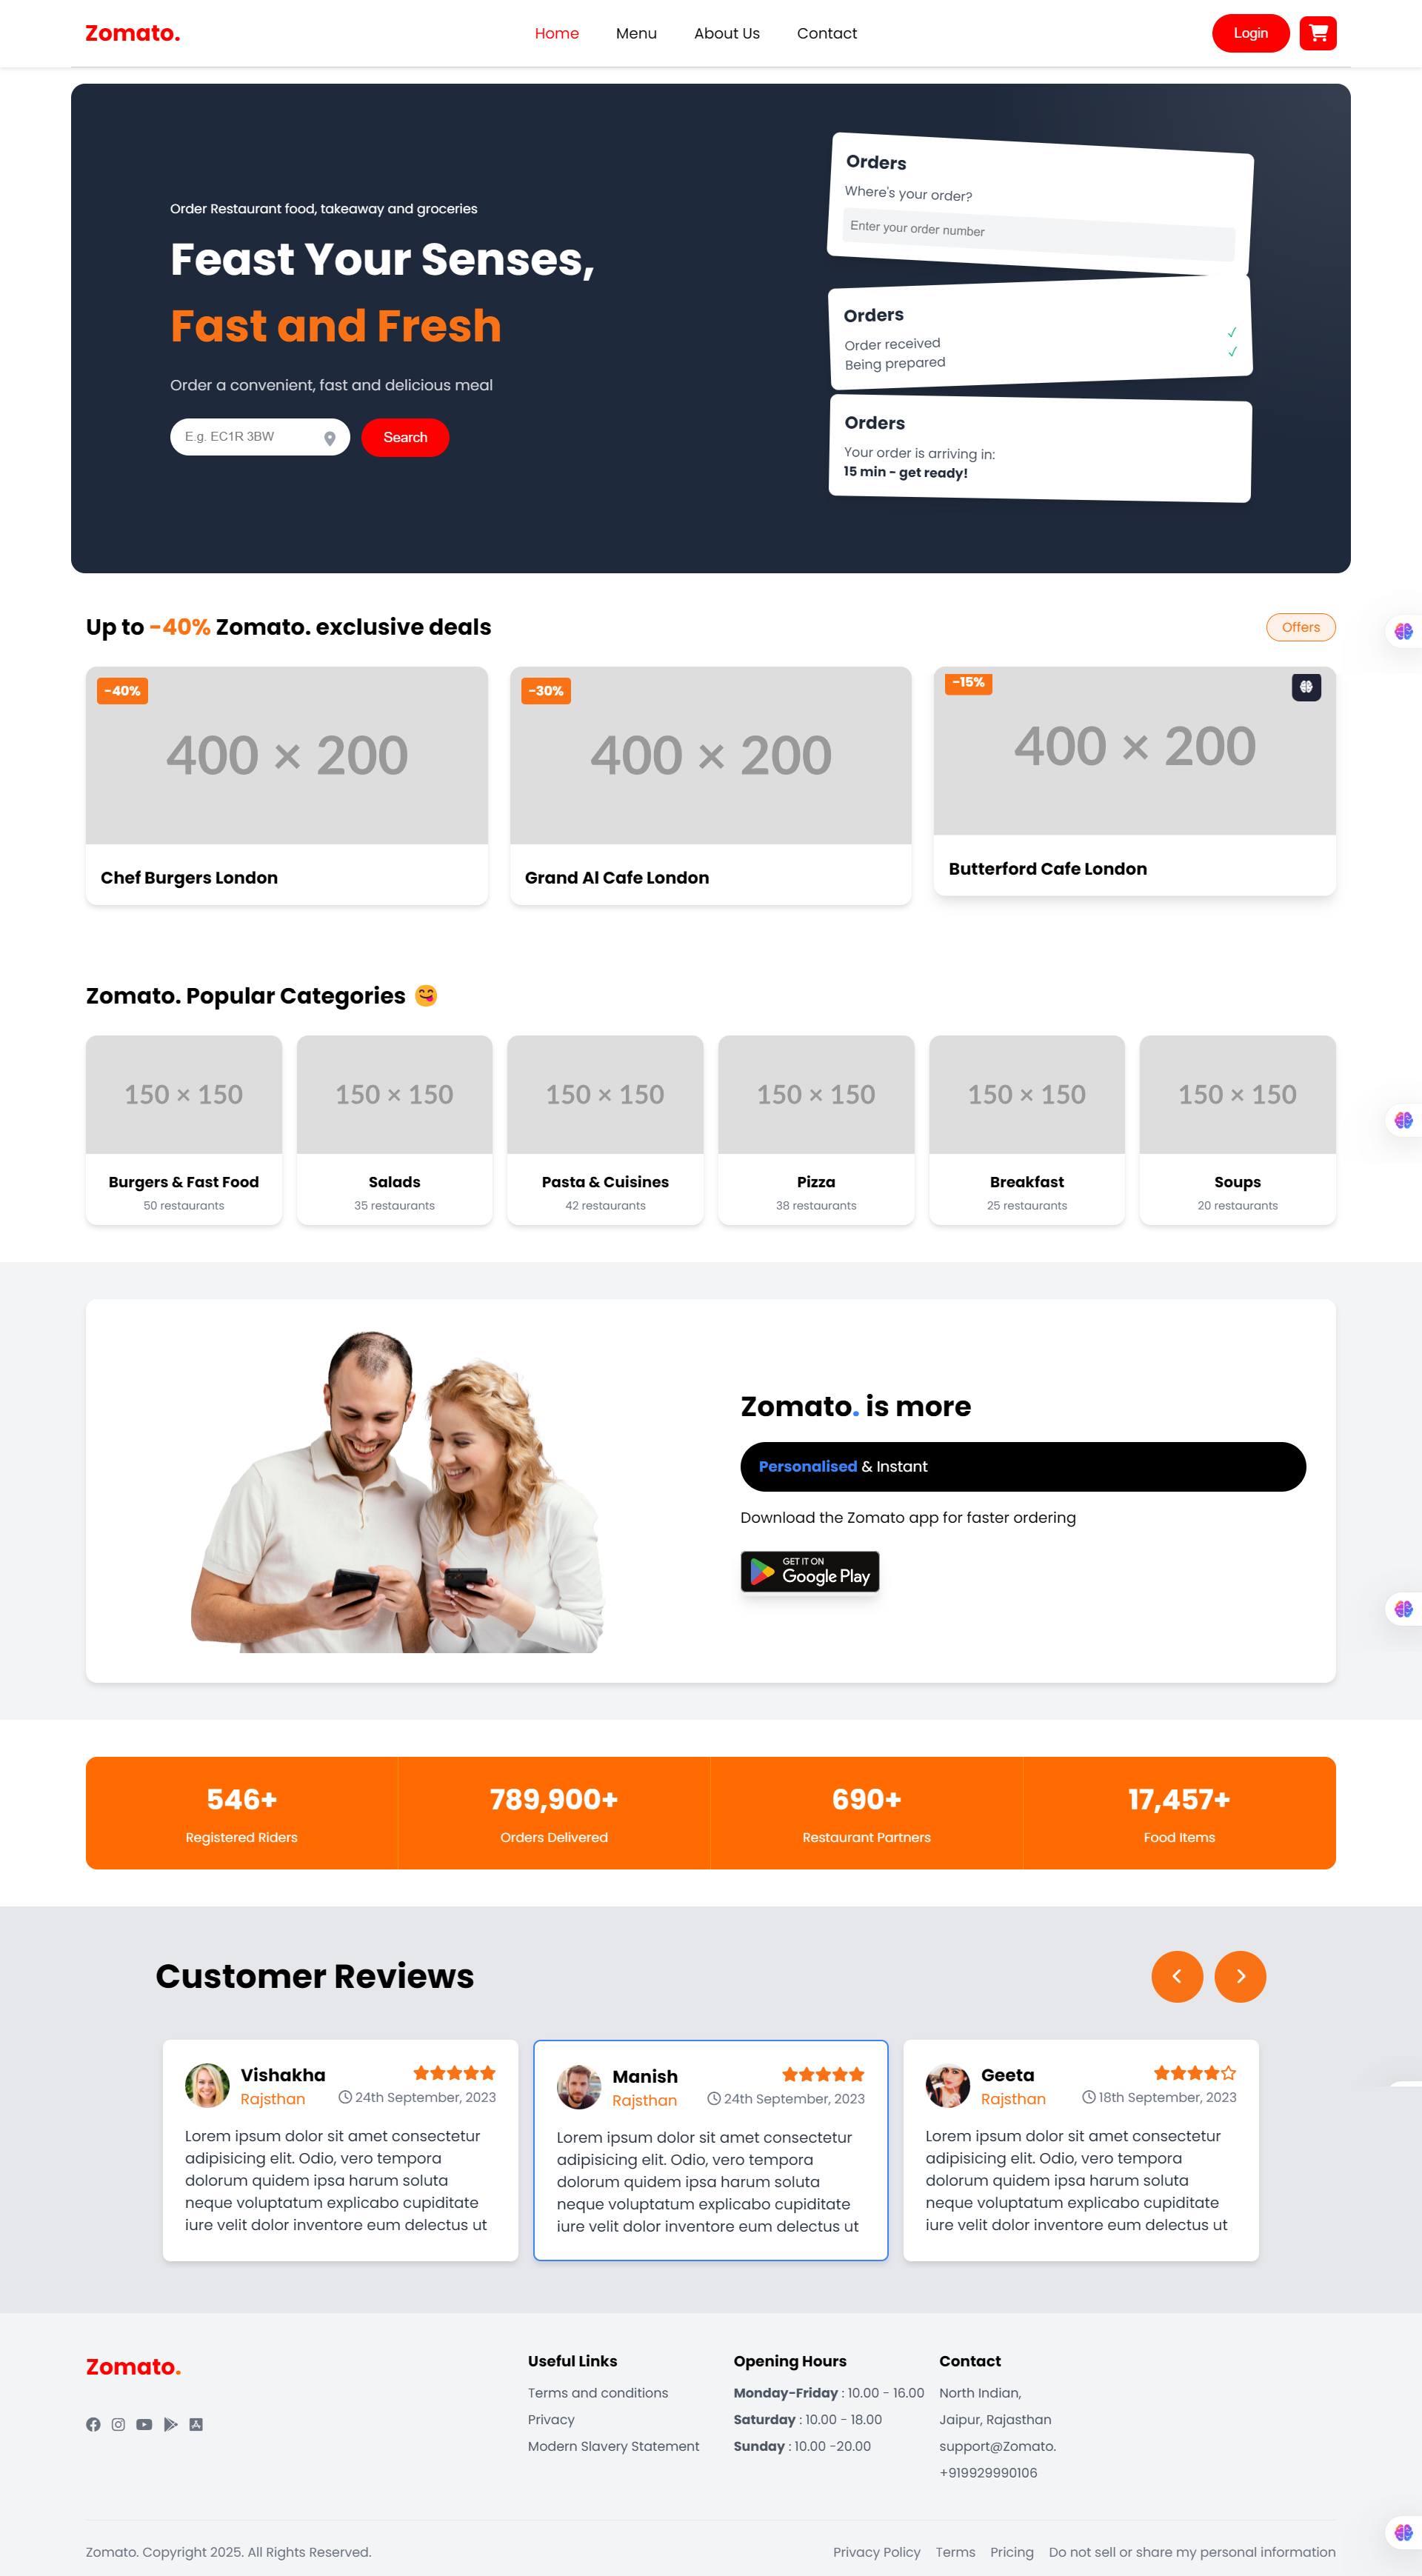 Zomato.
Home Menu About Us Contact
Login
Order Restaurant food, takeaway and groceries
Feast Your Senses,
Fast and Fresh
Order a convenient, fast and delicious meal
E.g. EC1R 3BW
Search
Orders
Where's your order?
Enter your order number
Orders
Order received ✓
Being prepared ✓
Orders
Your order is arriving in:
15 min - get ready!
Up to -40% Zomato. exclusive deals
Offers
-40%
400 × 200
Chef Burgers London
-30%
400 × 200
Grand Al Cafe London
-15%
400 × 200
Butterford Cafe London
Zomato. Popular Categories 😋
150 × 150
Burgers & Fast Food
50 restaurants
150 × 150
Salads
35 restaurants
150 × 150
Pasta & Cuisines
42 restaurants
150 × 150
Pizza
38 restaurants
150 × 150
Breakfast
25 restaurants
150 × 150
Soups
20 restaurants
Zomato. is more
Personalised & Instant
Download the Zomato app for faster ordering
GET IT ON
Google Play
546+
Registered Riders
789,900+
Orders Delivered
690+
Restaurant Partners
17,457+
Food Items
Customer Reviews
Vishakha
Rajsthan
24th September, 2023
Lorem ipsum dolor sit amet consectetur
adipisicing elit. Odio, vero tempora
dolorum quidem ipsa harum soluta
neque voluptatum explicabo cupiditate
iure velit dolor inventore eum delectus ut
Manish
Rajsthan
24th September, 2023
Lorem ipsum dolor sit amet consectetur
adipisicing elit. Odio, vero tempora
dolorum quidem ipsa harum soluta
neque voluptatum explicabo cupiditate
iure velit dolor inventore eum delectus ut
Geeta
Rajsthan
18th September, 2023
Lorem ipsum dolor sit amet consectetur
adipisicing elit. Odio, vero tempora
dolorum quidem ipsa harum soluta
neque voluptatum explicabo cupiditate
iure velit dolor inventore eum delectus ut
Zomato.
Useful Links
Terms and conditions
Privacy
Modern Slavery Statement
Opening Hours
Monday-Friday : 10.00 - 16.00
Saturday : 10.00 - 18.00
Sunday : 10.00 -20.00
Contact
North Indian,
Jaipur, Rajasthan
support@Zomato.
+919929990106
Zomato. Copyright 2025. All Rights Reserved.
Privacy Policy Terms Pricing Do not sell or share my personal information